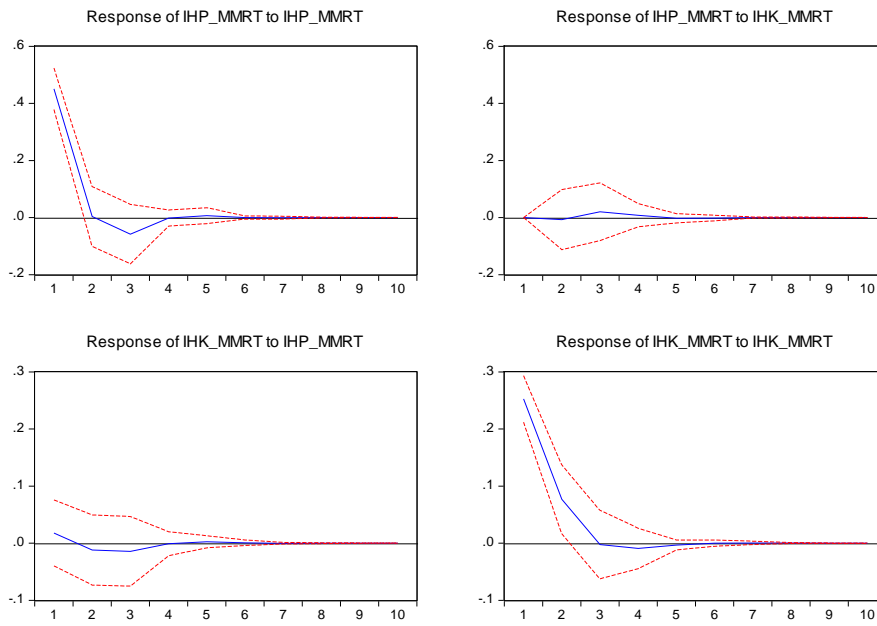 Response of IHP_MMRT to IHP_MMRT
.6
.4
.2
.0
-.2
1 2 3 4 5 6 7 8 9 10
Response of IHP_MMRT to IHK_MMRT
.6
.4
.2
.0
-.2
1 2 3 4 5 6 7 8 9 10
Response of IHK_MMRT to IHP_MMRT
.3
.2
.1
.0
-.1
1 2 3 4 5 6 7 8 9 10
Response of IHK_MMRT to IHK_MMRT
.3
.2
.1
.0
-.1
1 2 3 4 5 6 7 8 9 10